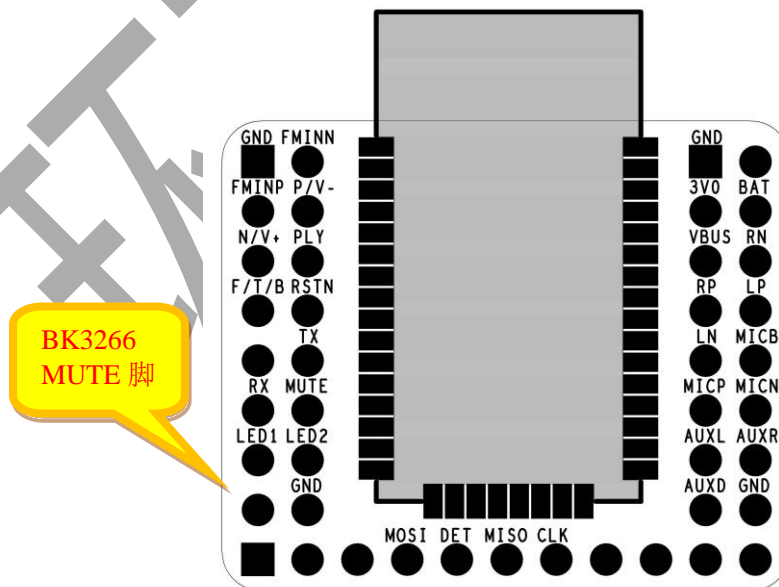 GND FMINN
FMINP P/V-
N/V+ PLY
F/T/B RSTN
TX
RX MUTE
LED1 LED2
GND
BK3266
MUTE 脚
GND
3V0 BAT
VBUS RN
RP LP
LN MICB
MICP MICN
AUXL AUXR
AUXD GND
MOSI DET MISO CLK